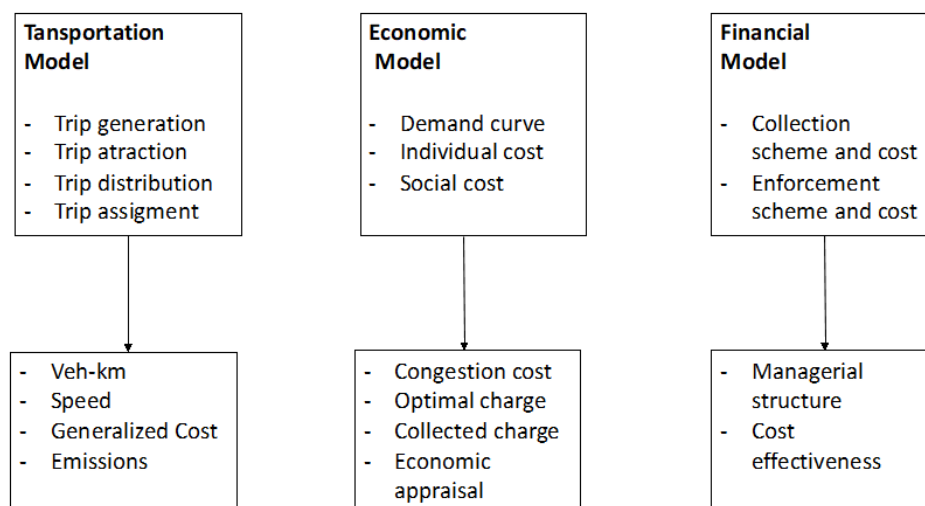 Tansportation
Model
- Trip generation
- Trip atraction
- Trip distribution
- Trip assigment
Economic
Model
- Demand curve
- Individual cost
- Social cost
Financial
Model
- Collection
scheme and cost
- Enforcement
scheme and cost
- Veh-km
- Speed
- Generalized Cost
- Emissions
- Congestion cost
- Optimal charge
- Collected charge
- Economic
appraisal
- Managerial
structure
- Cost
effectiveness